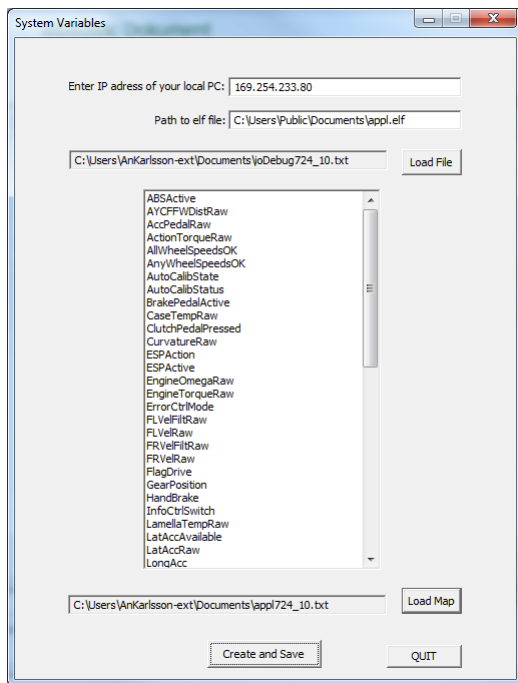 System Variables
Enter IP adress of your local PC: 169.254.233.80
Path to elf file: C:\Users\Public\Documents\appl.elf
C:\Users\AnKarlsson-ext\Documents\ioDebug724_10.txt Load File
ABSActive
AYCFFWDistRaw
AccPedalRaw
ActionTorqueRaw
AllWheelSpeedsOK
AnyWheelSpeedsOK
AutoCalibState
AutoCalibStatus
BrakePedalActive
CaseTempRaw
ClutchPedalPressed
CurvatureRaw
ESPAction
ESPActive
EngineOmegaRaw
EngineTorqueRaw
ErrorCtrlMode
FLVelFiltRaw
FLVelRaw
FRVelFiltRaw
FRVelRaw
FlagDrive
GearPosition
HandBrake
InfoCtrlSwitch
LamellaTempRaw
LatAccAvailable
LatAccRaw
LongAcc
C:\Users\AnKarlsson-ext\Documents\appl724_10.txt Load Map
Create and Save QUIT